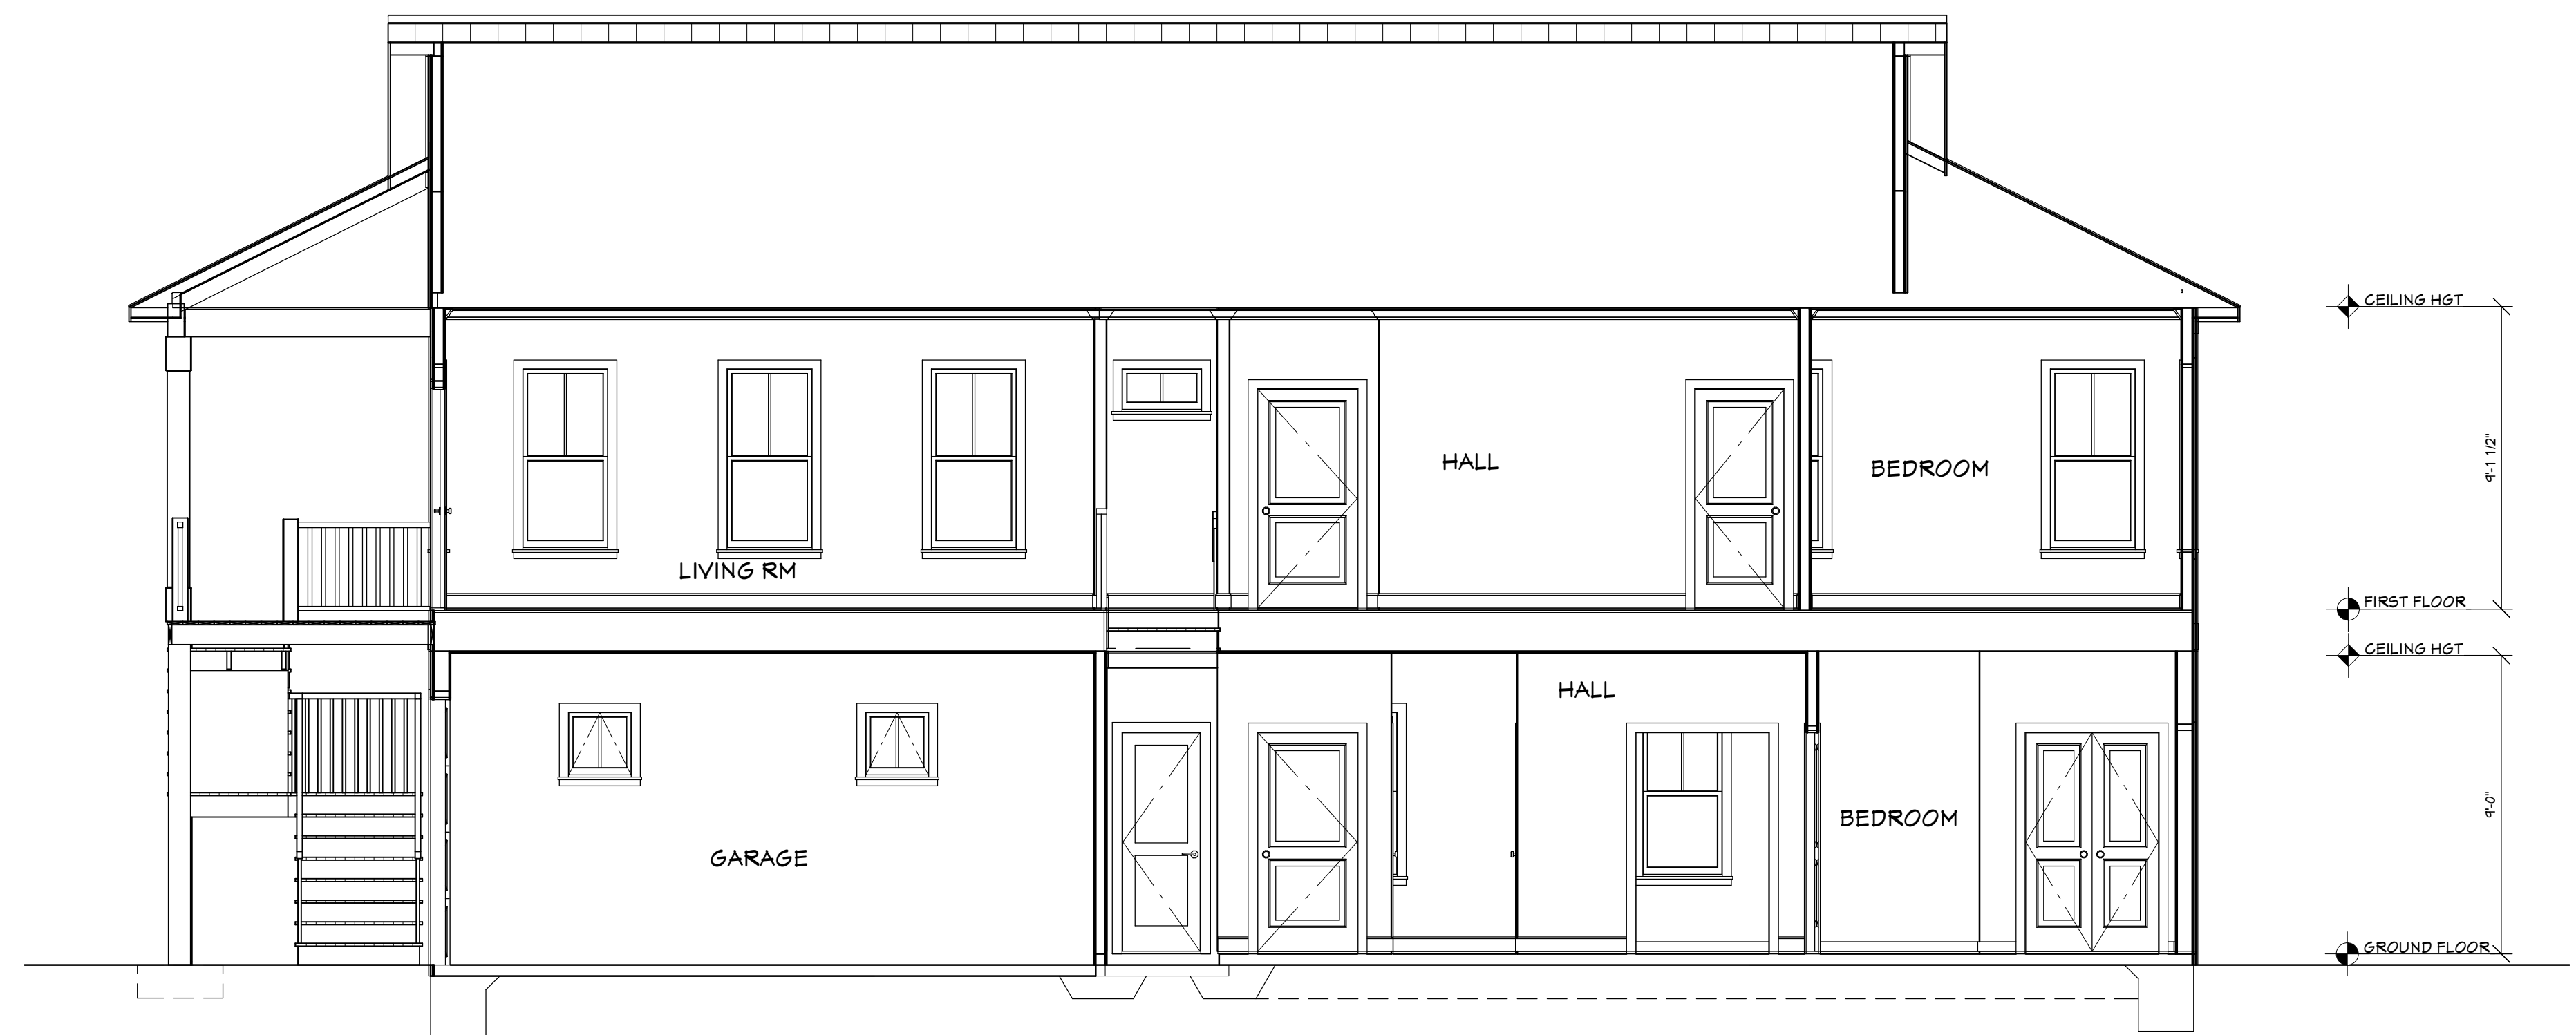 CEILING HGT
HALL
BEDROOM
9'-1 1/2"
LIVING RM
FIRST FLOOR
CEILING HGT
HALL
9'-0"
BEDROOM
GARAGE
GROUND FLOOR